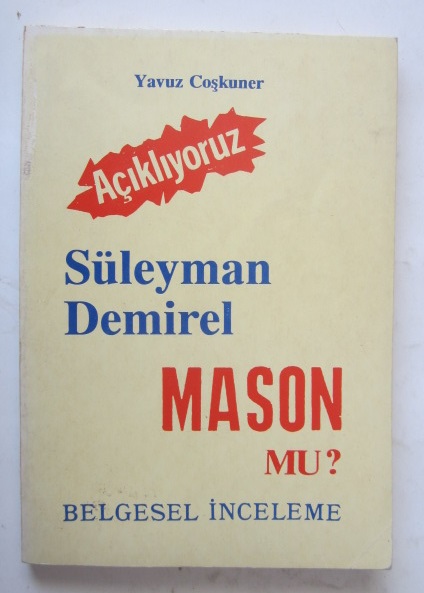 Yavuz Coşkuner
Açıklıyoruz
Süleyman
Demirel
MASON
MU?
BELGESEL İNCELEME